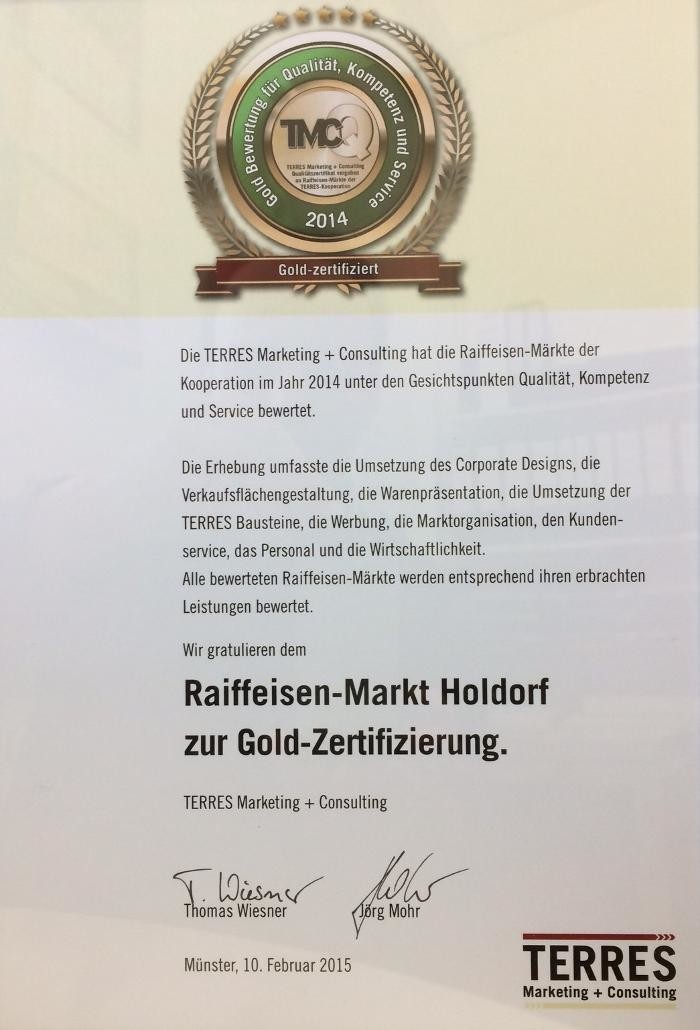 Gold Bewertung für Qualität, Kompetenz und Service
TMCQ
TERRES Marketing + Consulting
Qualitätszertifikat vergeben
an Raiffeisen-Märkte der
TERRES-Kooperation
2014
Gold-zertifiziert
Die TERRES Marketing + Consulting hat die Raiffeisen-Märkte der
Kooperation im Jahr 2014 unter den Gesichtspunkten Qualität, Kompetenz
und Service bewertet.
Die Erhebung umfasste die Umsetzung des Corporate Designs, die
Verkaufsflächengestaltung, die Warenpräsentation, die Umsetzung der
TERRES Bausteine, die Werbung, die Marktorganisation, den Kunden-
service, das Personal und die Wirtschaftlichkeit.
Alle bewerteten Raiffeisen-Märkte werden entsprechend ihren erbrachten
Leistungen bewertet.
Wir gratulieren dem
Raiffeisen-Markt Holdorf
zur Gold-Zertifizierung.
TERRES Marketing + Consulting
T. Wiesner
Thomas Wiesner Jörg Mohr
Münster, 10. Februar 2015
TERRES
Marketing + Consulting